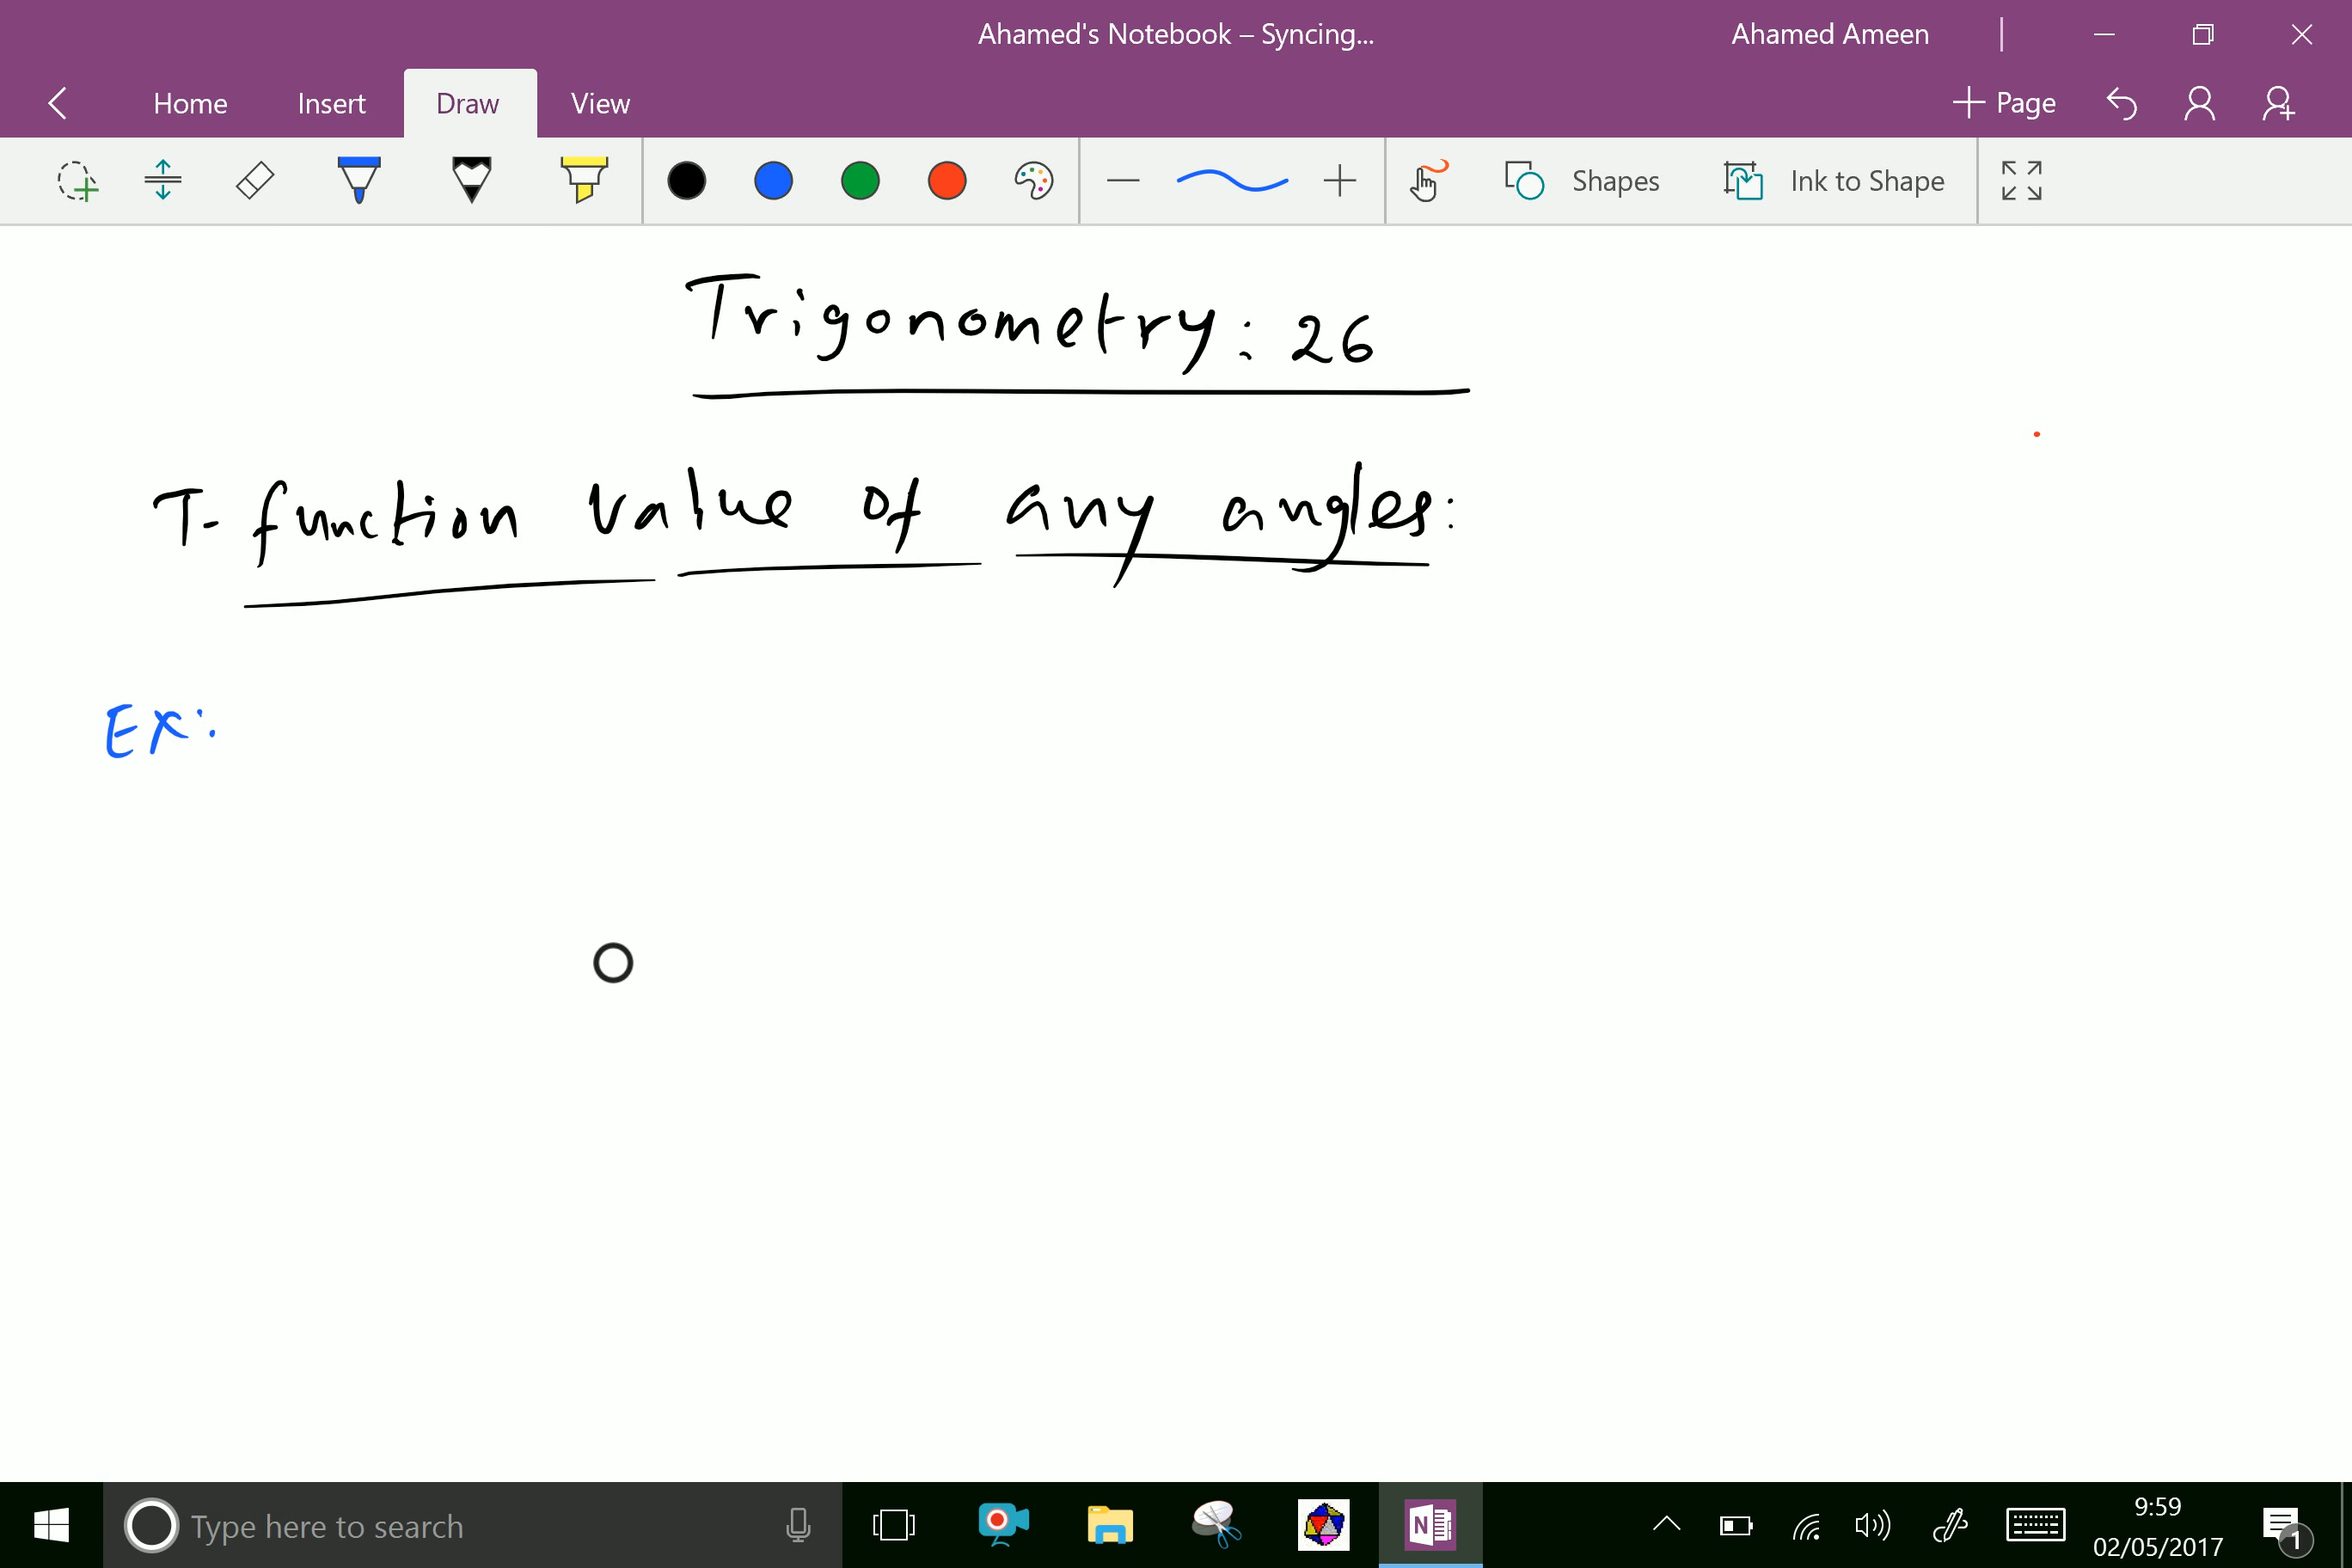 Ahamed's Notebook – Syncing...
Ahamed Ameen
Home Insert Draw View
Page
Shapes
Ink to Shape
Trigonometry: 26
T- function value of any angles:
Ex:
Type here to search
N
9:59
02/05/2017
1